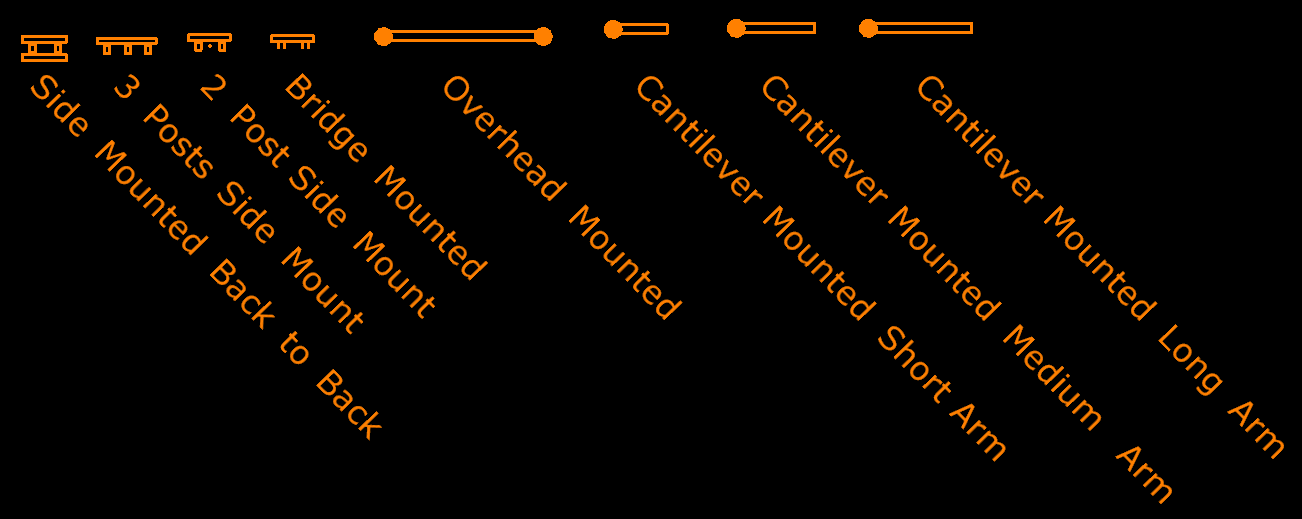 Side Mounted Back to Back
3 Posts Side Mount
2 Post Side Mount
Bridge Mounted
Overhead Mounted
Cantilever Mounted Short Arm
Cantilever Mounted Medium Arm
Cantilever Mounted Long Arm